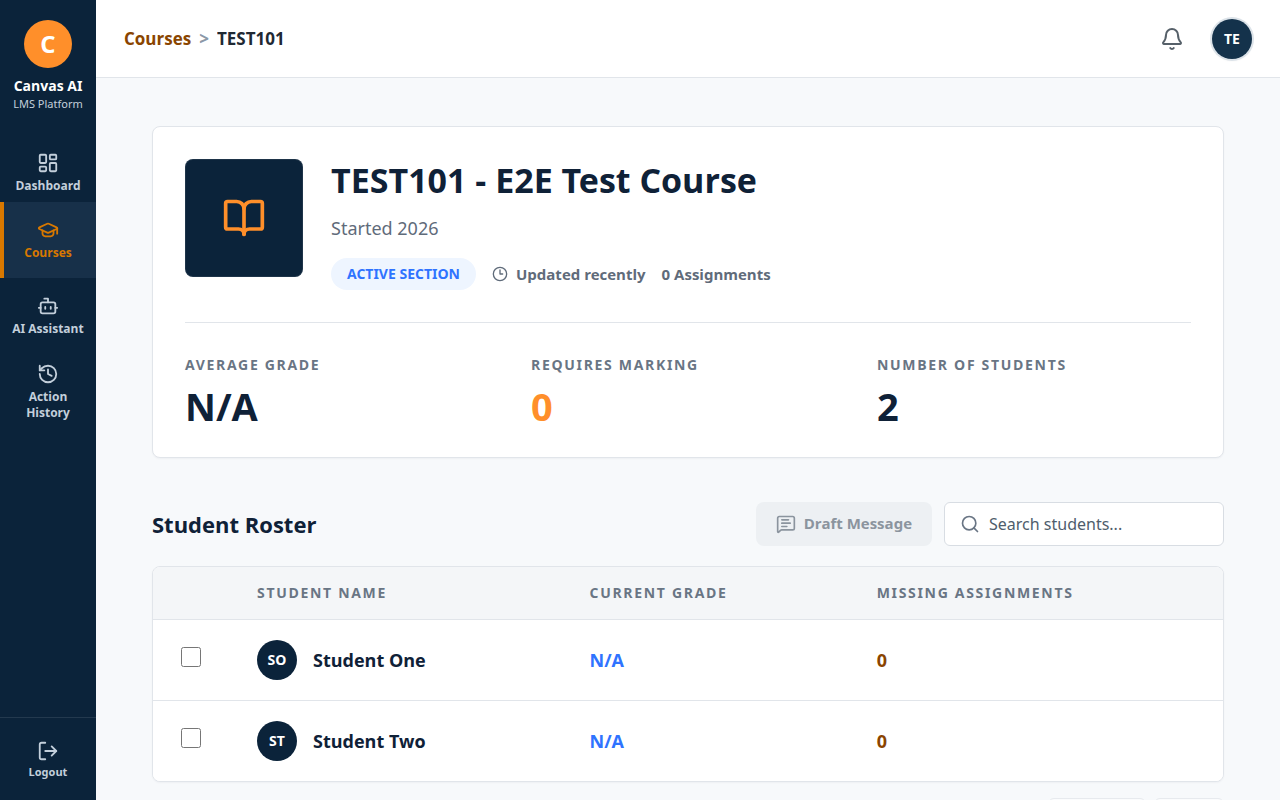 C
Canvas AI
LMS Platform
Dashboard
Courses
AI Assistant
Action
History
Logout
Courses > TEST101
TE
TEST101 - E2E Test Course
Started 2026
ACTIVE SECTION Updated recently 0 Assignments
AVERAGE GRADE REQUIRES MARKING NUMBER OF STUDENTS
N/A 0 2
Student Roster Draft Message Search students...
STUDENT NAME CURRENT GRADE MISSING ASSIGNMENTS
SO Student One N/A 0
ST Student Two N/A 0